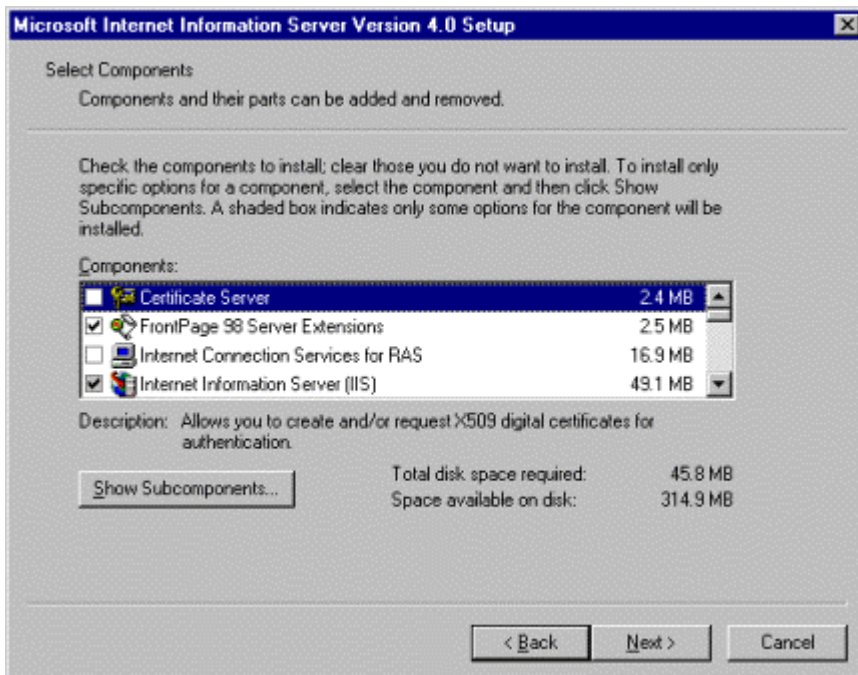 Microsoft Internet Information Server Version 4.0 Setup
Select Components
Components and their parts can be added and removed.
Check the components to install; clear those you do not want to install. To install only
specific options for a component, select the component and then click Show
Subcomponents. A shaded box indicates only some options for the component will be
installed.
Components:
Certificate Server 2.4 MB
FrontPage 98 Server Extensions 2.5 MB
Internet Connection Services for RAS 16.9 MB
Internet Information Server (IIS) 49.1 MB
Description: Allows you to create and/or request X509 digital certificates for
authentication.
Show Subcomponents...
Total disk space required: 45.8 MB
Space available on disk: 314.9 MB
< Back
Next >
Cancel